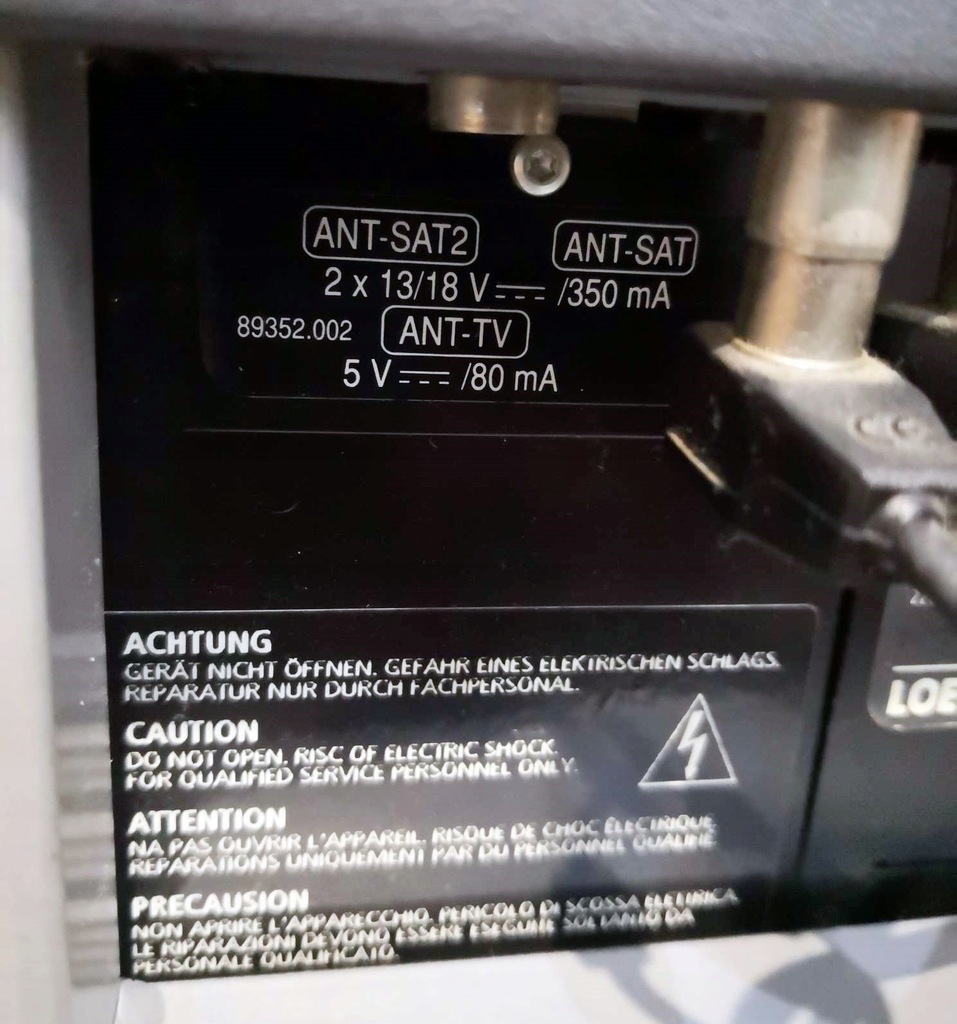 ANT-SAT2 ANT-SAT
2 x 13/18 V⎓ /350 mA
89352.002 ANT-TV
5 V⎓ /80 mA
ACHTUNG
GERÄT NICHT ÖFFNEN. GEFAHR EINES ELEKTRISCHEN SCHLAGS.
REPARATUR NUR DURCH FACHPERSONAL.
CAUTION
DO NOT OPEN. RISC OF ELECTRIC SHOCK.
FOR QUALIFIED SERVICE PERSONNEL ONLY.
ATTENTION
NA PAS OUVRIR L'APPAREIL. RISQUE DE CHOC ÉLECTRIQUE.
REPARATIONS UNIQUEMENT PAR DU PERSONNEL QUALIFIÉ.
PRECAUSION
NON APRIRE L'APPARECCHIO. PERICOLO DI SCOSSA ELETTRICA.
LE RIPARAZIONI DEVONO ESSERE ESEGUITE SOLTANTO DA
PERSONALE QUALIFICATO.
LOE